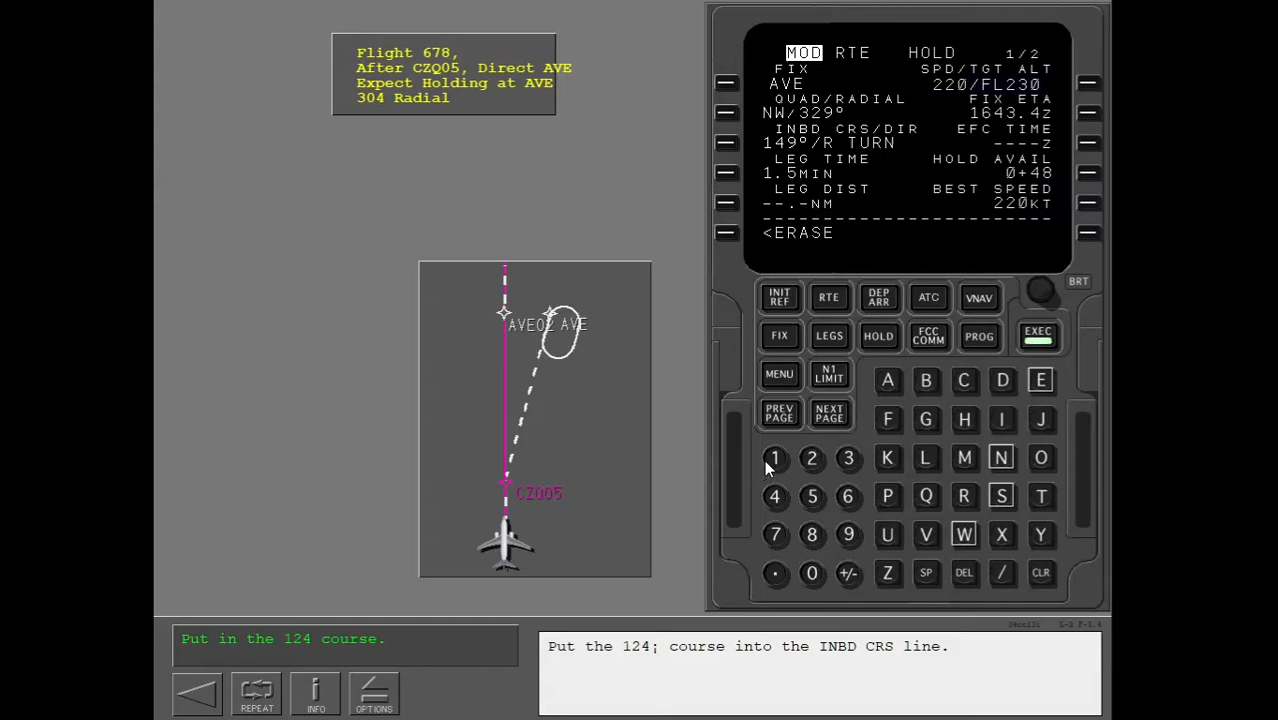 Flight 678,
After CZQ05, Direct AVE
Expect Holding at AVE
304 Radial
MOD RTE HOLD 1/2
FIX SPD/TGT ALT
AVE 220/FL230
QUAD/RADIAL FIX ETA
NW/329° 1643.4z
INBD CRS/DIR EFC TIME
149°/R TURN ----Z
LEG TIME HOLD AVAIL
1.5MIN 0+48
LEG DIST BEST SPEED
--.-NM 220KT
<ERASE
BRT
INIT REF RTE DEP ARR ATC VNAV
FIX LEGS HOLD FCC COMM PROG EXEC
MENU N1 LIMIT
PREV PAGE NEXT PAGE
A B C D E
F G H I J
1 2 3 K L M N O
4 5 6 P Q R S T
7 8 9 U V W X Y
. 0 +/- Z SP DEL / CLR
AVE02 AVE
CZQ05
Put in the 124 course.
Put the 124; course into the INBD CRS line.
REPEAT INFO OPTIONS